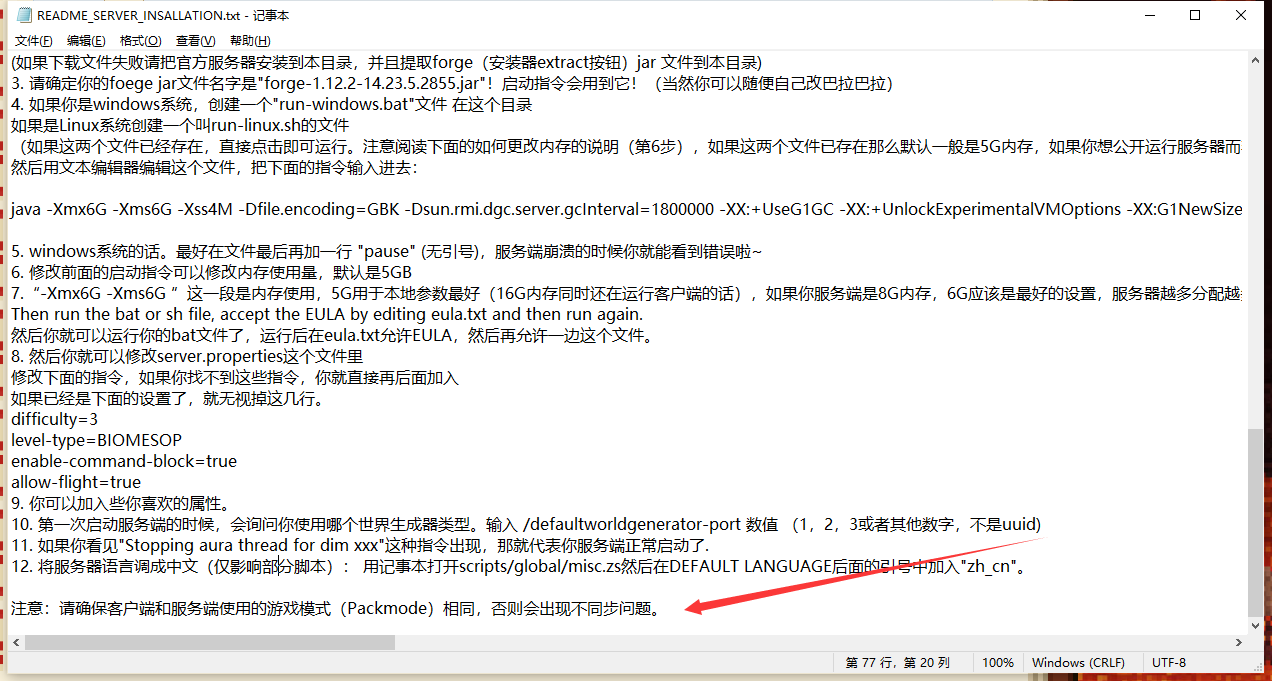 README_SERVER_INSALLATION.txt - 记事本
文件(F) 编辑(E) 格式(O) 查看(V) 帮助(H)
(如果下载文件失败请把官方服务器安装到本目录，并且提取forge（安装器extract按钮）jar 文件到本目录)
3. 请确定你的foege jar文件名字是"forge-1.12.2-14.23.5.2855.jar"！启动指令会用到它！（当然你可以随便自己改巴拉巴拉）
4. 如果你是windows系统，创建一个"run-windows.bat"文件 在这个目录
如果是Linux系统创建一个叫run-linux.sh的文件
（如果这两个文件已经存在，直接点击即可运行。注意阅读下面的如何更改内存的说明（第6步），如果这两个文件已存在那么默认一般是5G内存，如果你想公开运行服务器而
然后用文本编辑器编辑这个文件，把下面的指令输入进去：
java -Xmx6G -Xms6G -Xss4M -Dfile.encoding=GBK -Dsun.rmi.dgc.server.gcInterval=1800000 -XX:+UseG1GC -XX:+UnlockExperimentalVMOptions -XX:G1NewSize
5. windows系统的话。最好在文件最后再加一行 "pause" (无引号)，服务端崩溃的时候你就能看到错误啦~
6. 修改前面的启动指令可以修改内存使用量，默认是5GB
7.“-Xmx6G -Xms6G ” 这一段是内存使用，5G用于本地参数最好（16G内存同时还在运行客户端的话），如果你服务端是8G内存，6G应该是最好的设置，服务器越多分配越
Then run the bat or sh file, accept the EULA by editing eula.txt and then run again.
然后你就可以运行你的bat文件了，运行后在eula.txt允许EULA，然后再允许一边这个文件。
8. 然后你就可以修改server.properties这个文件里
修改下面的指令，如果你找不到这些指令，你就直接再后面加入
如果已经是下面的设置了，就无视掉这几行。
difficulty=3
level-type=BIOMESOP
enable-command-block=true
allow-flight=true
9. 你可以加入些你喜欢的属性。
10. 第一次启动服务端的时候，会询问你使用哪个世界生成器类型。输入 /defaultworldgenerator-port 数值 （1，2，3或者其他数字，不是uuid)
11. 如果你看见"Stopping aura thread for dim xxx"这种指令出现，那就代表你服务端正常启动了.
12. 将服务器语言调成中文（仅影响部分脚本）： 用记事本打开scripts/global/misc.zs然后在DEFAULT LANGUAGE后面的引号中加入"zh_cn"。
注意：请确保客户端和服务端使用的游戏模式（Packmode）相同，否则会出现不同步问题。
第 77 行，第 20 列 100% Windows (CRLF) UTF-8